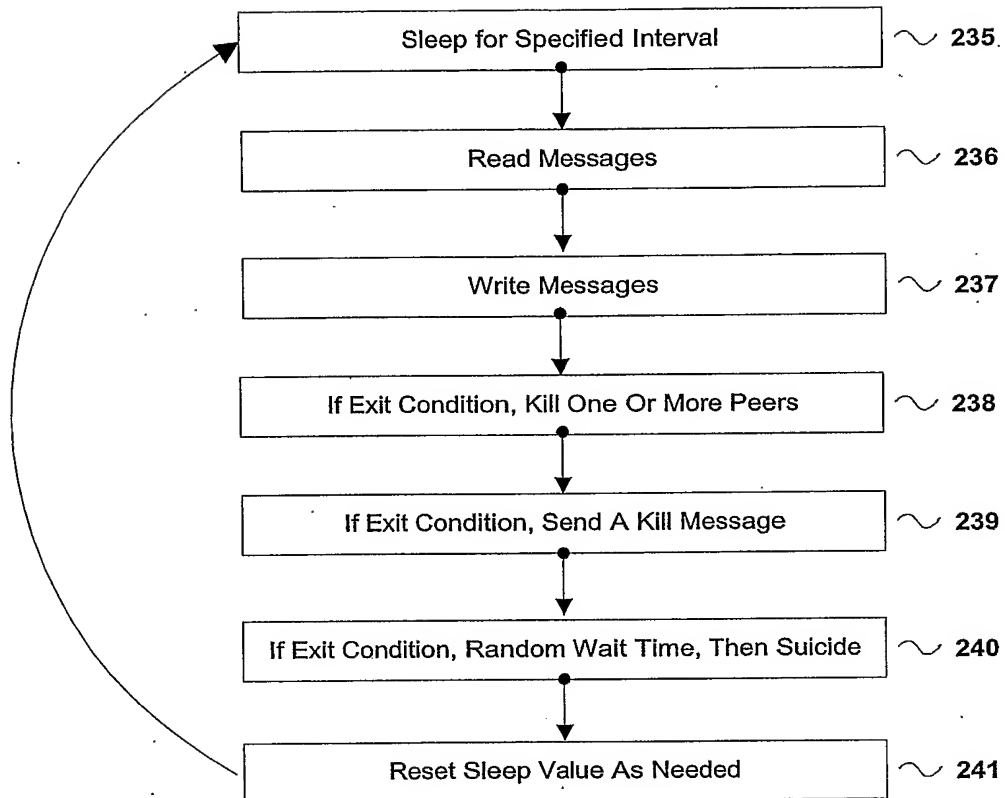 Sleep for Specified Interval 235
Read Messages 236
Write Messages 237
If Exit Condition, Kill One Or More Peers 238
If Exit Condition, Send A Kill Message 239
If Exit Condition, Random Wait Time, Then Suicide 240
Reset Sleep Value As Needed 241